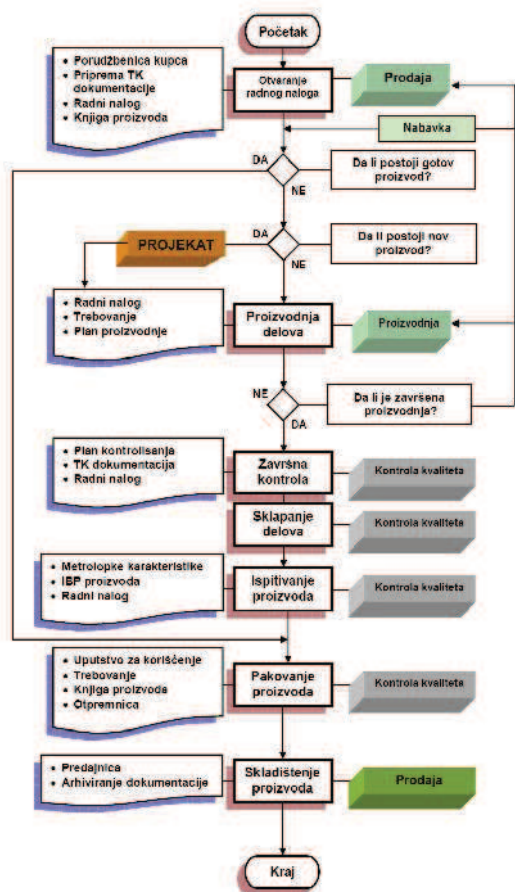 Početak
• Porudžbenica kupca
• Priprema TK
dokumentacije
• Radni nalog
• Knjiga proizvoda
Otvaranje
radnog naloga
Prodaja
Nabavka
DA
NE
Da li postoji gotov
proizvod?
PROJEKAT
DA
NE
Da li postoji nov
proizvod?
• Radni nalog
• Trebovanje
• Plan proizvodnje
Proizvodnja
delova
Proizvodnja
NE
DA
Da li je završena
proizvodnja?
• Plan kontrolisanja
• TK dokumentacija
• Radni nalog
Završna
kontrola
Kontrola kvaliteta
Sklapanje
delova
Kontrola kvaliteta
• Metrolopke karakteristike
• IBP proizvoda
• Radni nalog
Ispitivanje
proizvoda
Kontrola kvaliteta
• Uputstvo za korišćenje
• Trebovanje
• Knjiga proizvoda
• Otpremnica
Pakovanje
proizvoda
Kontrola kvaliteta
• Predajnica
• Arhiviranje dokumentacije
Skladištenje
proizvoda
Prodaja
Kraj